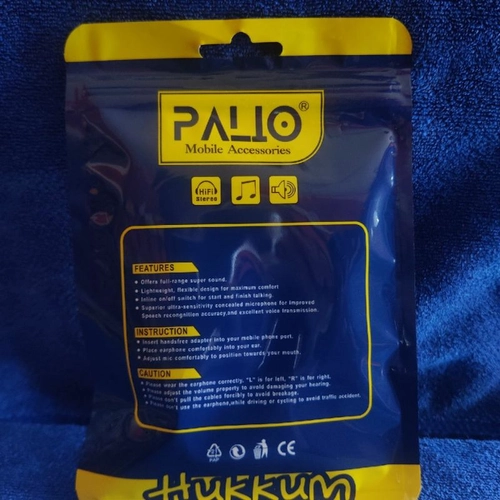 PALIO®
Mobile Accessories
HiFi
Stereo
FEATURES
Offers full-range super sound.
Lightweight, flexible design for maximum comfort
Inline on/off switch for start and finish talking.
Superior ultra-sensitivity concealed microphone for improved
Speech rscongnition accuracy,and excellent voice transmission.
INSTRUCTION
Insert handsfree adapter into your mobile phone port.
Place earphone comfortably into your ear.
Adjust mic comfortably to position towards your mouth.
CAUTION
Please wear the earphone correctly, "L" is for left, "R" is for right.
Please adjust the volume property to avoid damaging your hearing.
Please don't pull the cables forcibly to avoid breakage.
Please don't use the earphone,while driving or cycling to avoid traffic accident.
PAP
CE
Hukkum